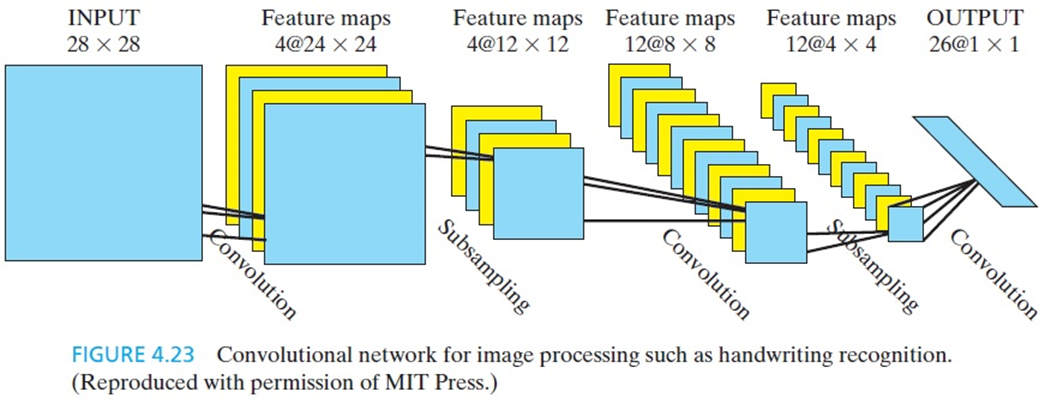 INPUT
28 × 28
Feature maps
4@24 × 24
Feature maps
4@12 × 12
Feature maps
12@8 × 8
Feature maps
12@4 × 4
OUTPUT
26@1 × 1
Convolution
Subsampling
Convolution
Subsampling
Convolution
FIGURE 4.23 Convolutional network for image processing such as handwriting recognition.
(Reproduced with permission of MIT Press.)